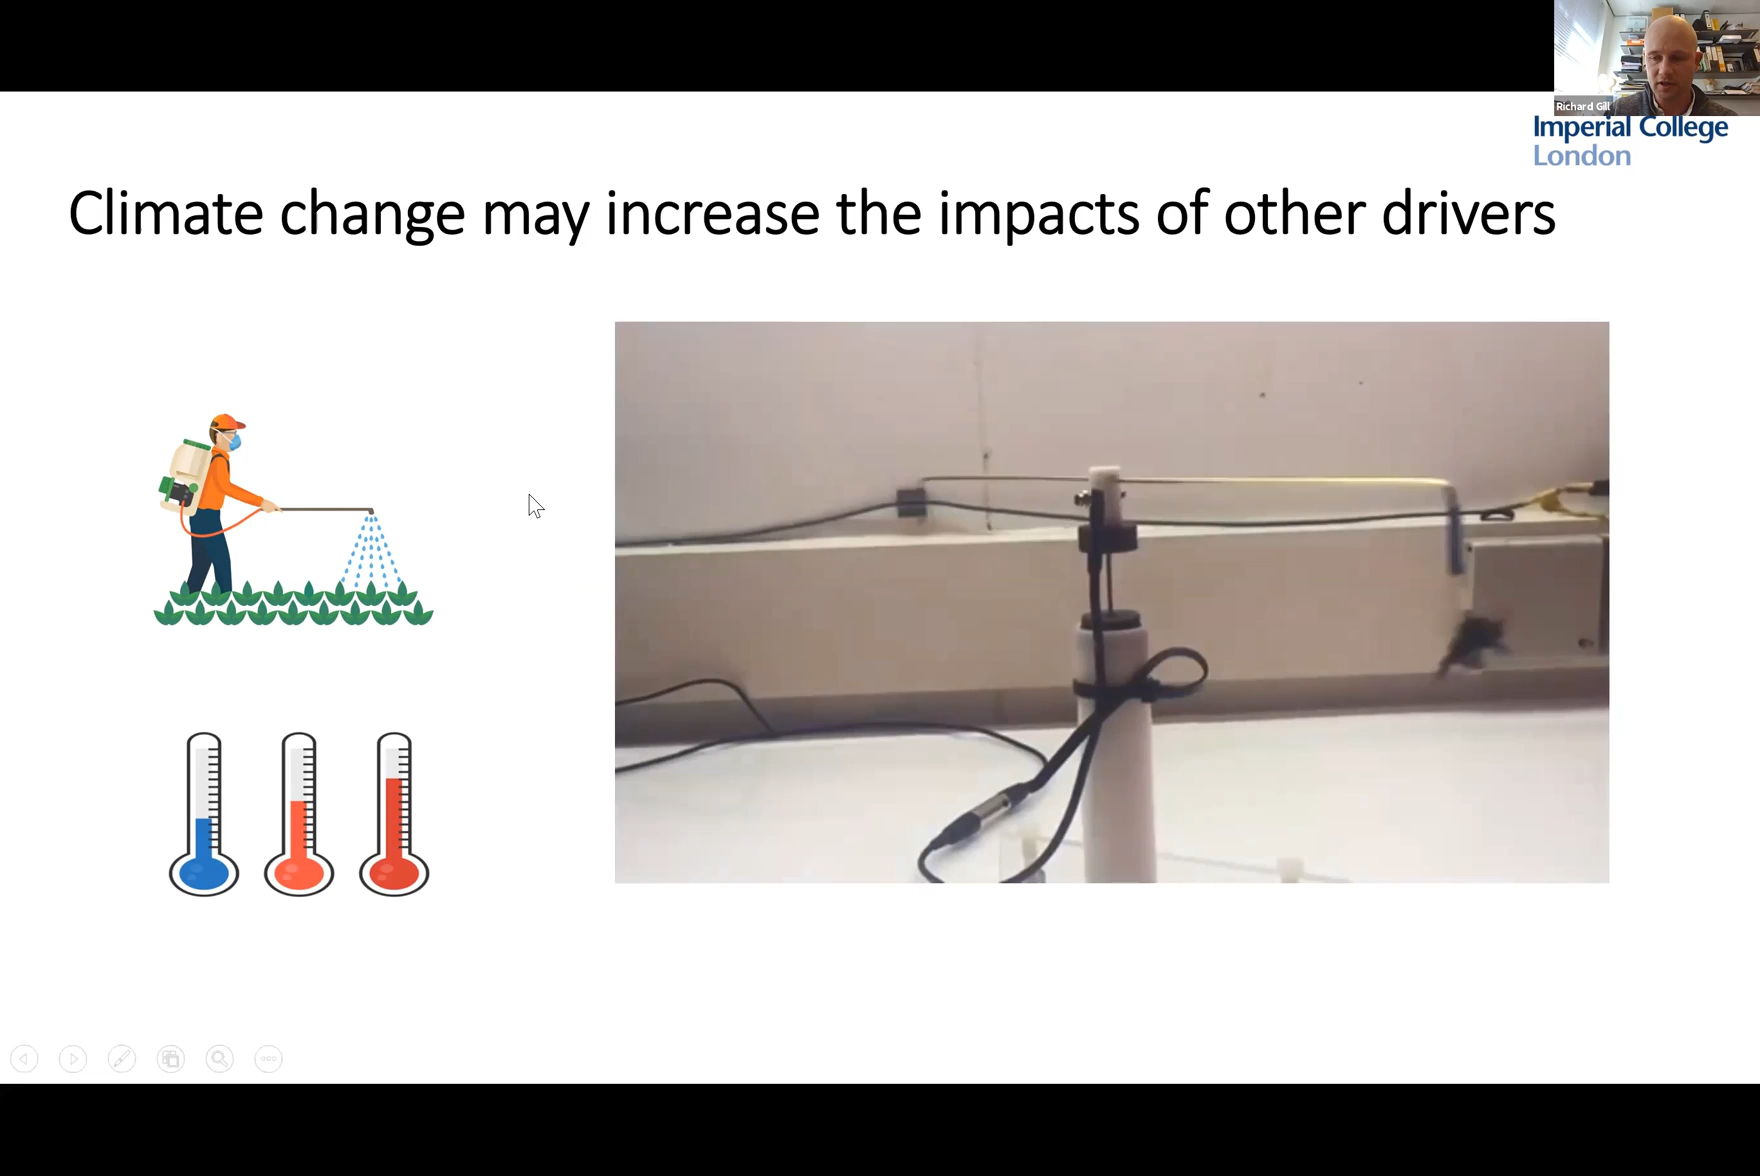 Richard Gill
Imperial College
London
Climate change may increase the impacts of other drivers